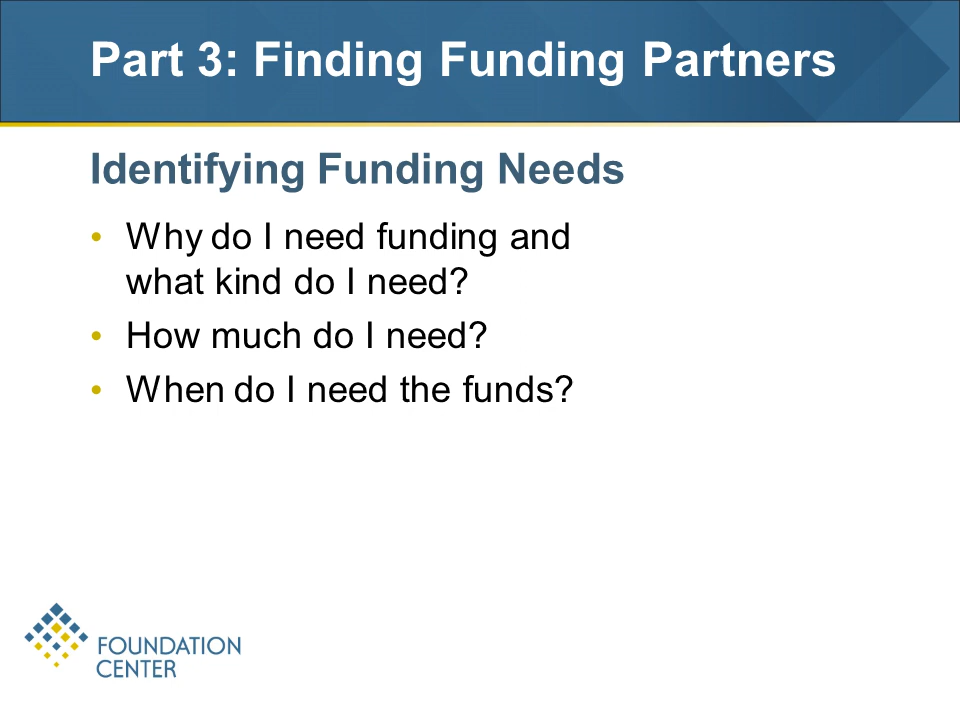 Part 3: Finding Funding Partners
Identifying Funding Needs
• Why do I need funding and
what kind do I need?
• How much do I need?
• When do I need the funds?
FOUNDATION
CENTER